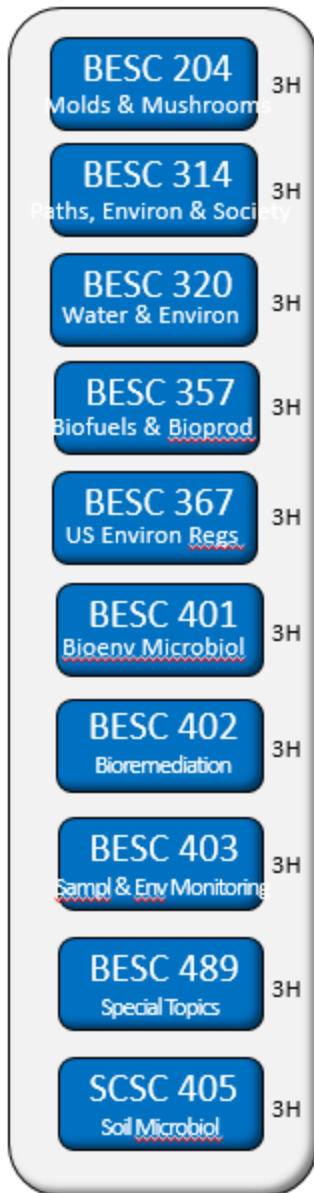 BESC 204
3H
Molds & Mushrooms
BESC 314
3H
Paths, Environ & Society
BESC 320
3H
Water & Environ
BESC 357
3H
Biofuels & Bioprod
BESC 367
3H
US Environ Regs
BESC 401
3H
Bioenv Microbiol
BESC 402
3H
Bioremediation
BESC 403
3H
Sampl & Env Monitoring
BESC 489
3H
Special Topics
SCSC 405
3H
Soil Microbiol